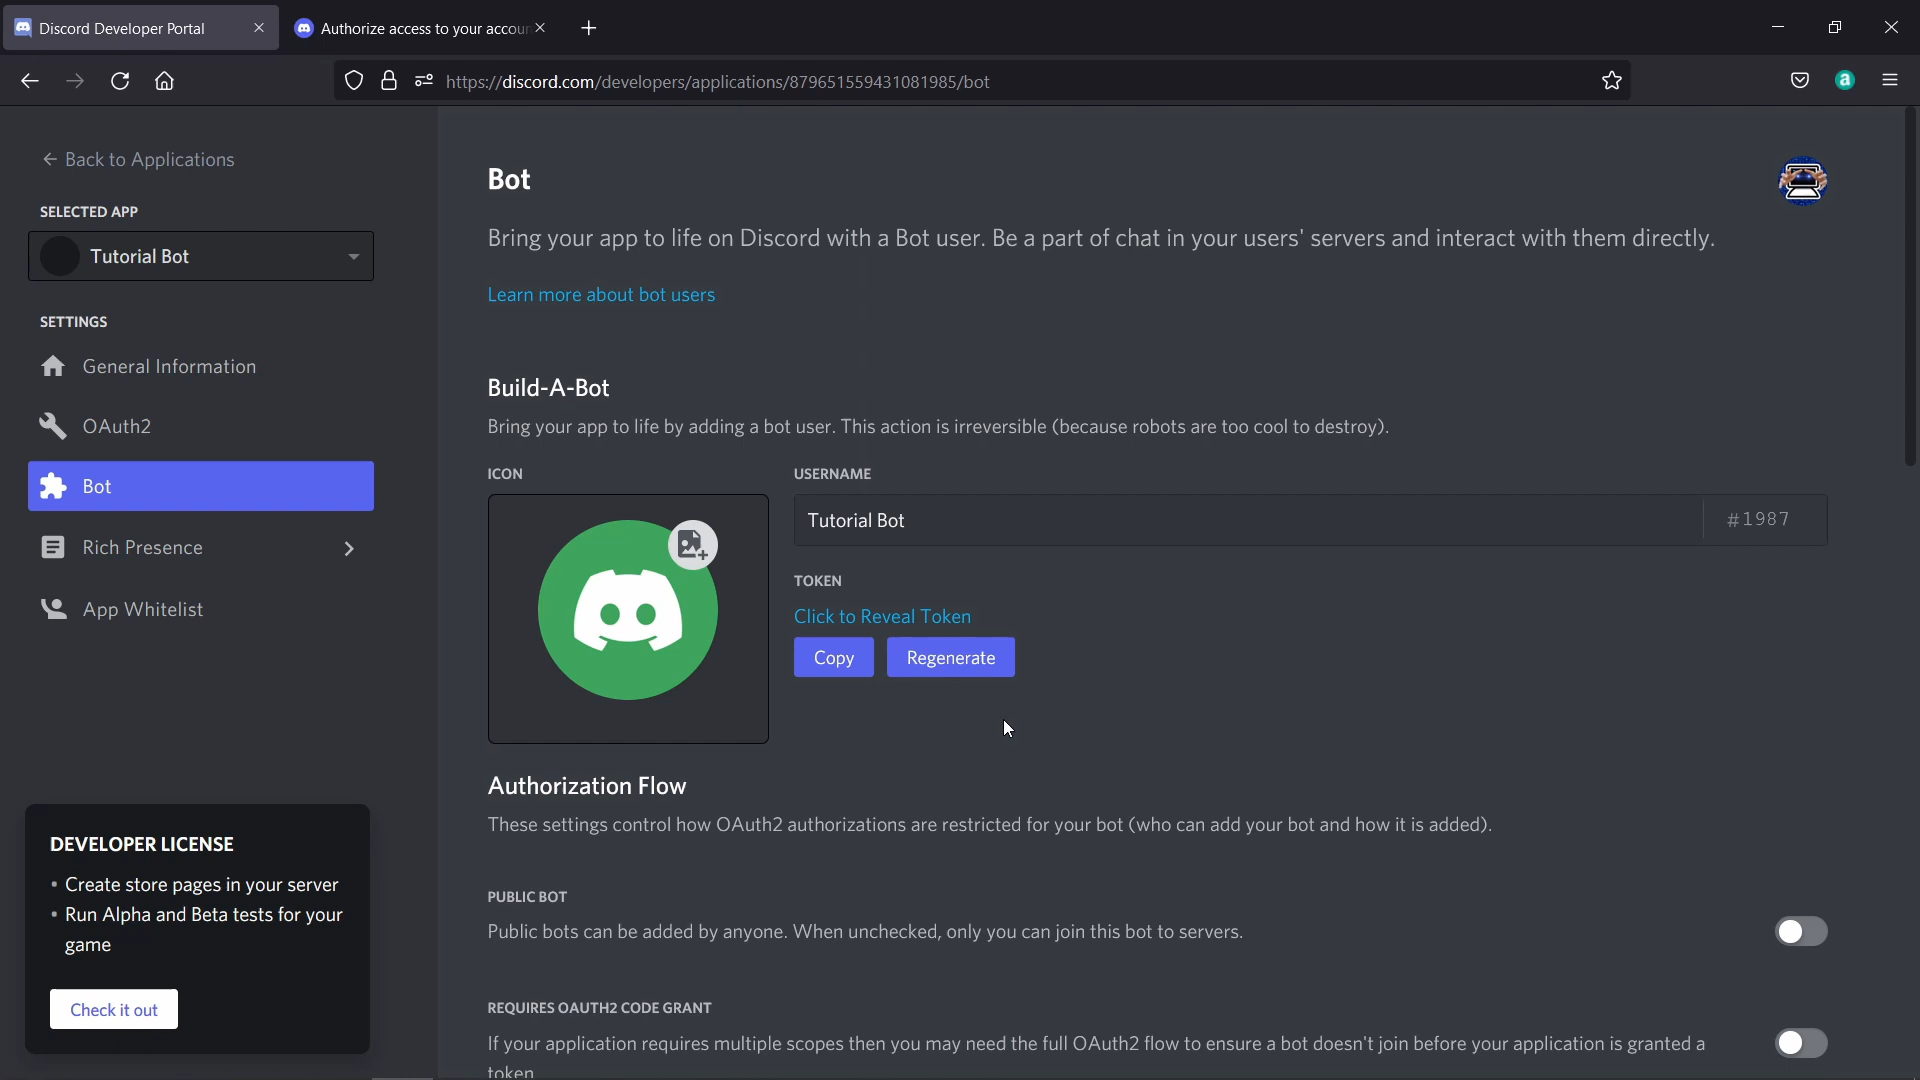 Discord Developer Portal
Authorize access to your accoun
https://discord.com/developers/applications/879651559431081985/bot
a
Back to Applications
SELECTED APP
Tutorial Bot
SETTINGS
General Information
OAuth2
Bot
Rich Presence
App Whitelist
DEVELOPER LICENSE
• Create store pages in your server
• Run Alpha and Beta tests for your
game
Check it out
Bot
Bring your app to life on Discord with a Bot user. Be a part of chat in your users' servers and interact with them directly.
Learn more about bot users
Build-A-Bot
Bring your app to life by adding a bot user. This action is irreversible (because robots are too cool to destroy).
ICON
USERNAME
Tutorial Bot
#1987
TOKEN
Click to Reveal Token
Copy
Regenerate
Authorization Flow
These settings control how OAuth2 authorizations are restricted for your bot (who can add your bot and how it is added).
PUBLIC BOT
Public bots can be added by anyone. When unchecked, only you can join this bot to servers.
REQUIRES OAUTH2 CODE GRANT
If your application requires multiple scopes then you may need the full OAuth2 flow to ensure a bot doesn't join before your application is granted a
token